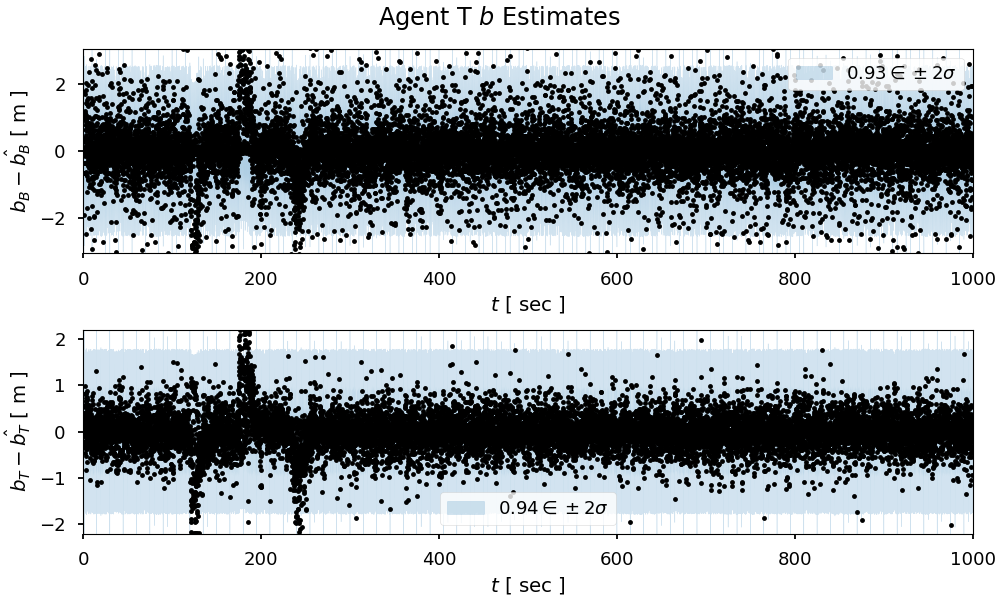 Agent T b Estimates
b_B − b̂_B [ m ]
2
0
−2
0.93 ∈ ± 2σ
0 200 400 600 800 1000
t [ sec ]
b_T − b̂_T [ m ]
2
1
0
−1
−2
0.94 ∈ ± 2σ
0 200 400 600 800 1000
t [ sec ]